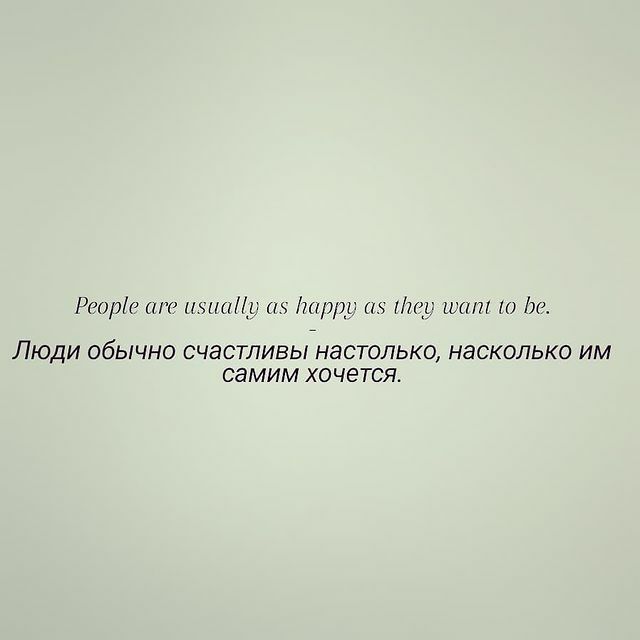 People are usually as happy as they want to be.
-
Люди обычно счастливы настолько, насколько им
самим хочется.